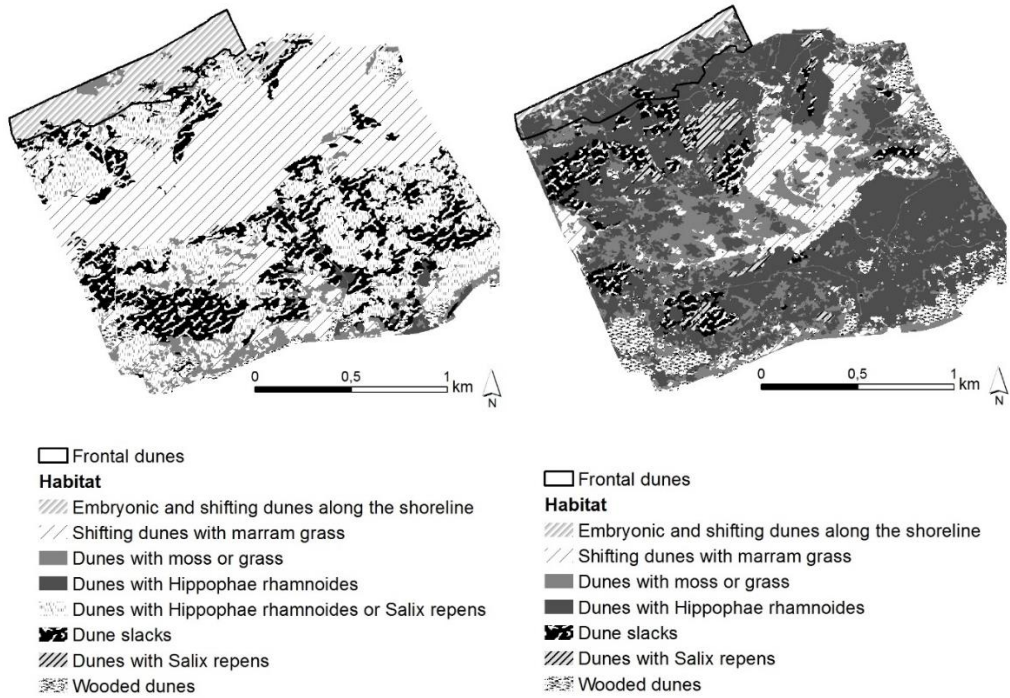 0 0,5 1
km
N
Frontal dunes
Habitat
Embryonic and shifting dunes along the shoreline
Shifting dunes with marram grass
Dunes with moss or grass
Dunes with Hippophae rhamnoides
Dunes with Hippophae rhamnoides or Salix repens
Dune slacks
Dunes with Salix repens
Wooded dunes
0 0,5 1
km
N
Frontal dunes
Habitat
Embryonic and shifting dunes along the shoreline
Shifting dunes with marram grass
Dunes with moss or grass
Dunes with Hippophae rhamnoides
Dune slacks
Dunes with Salix repens
Wooded dunes